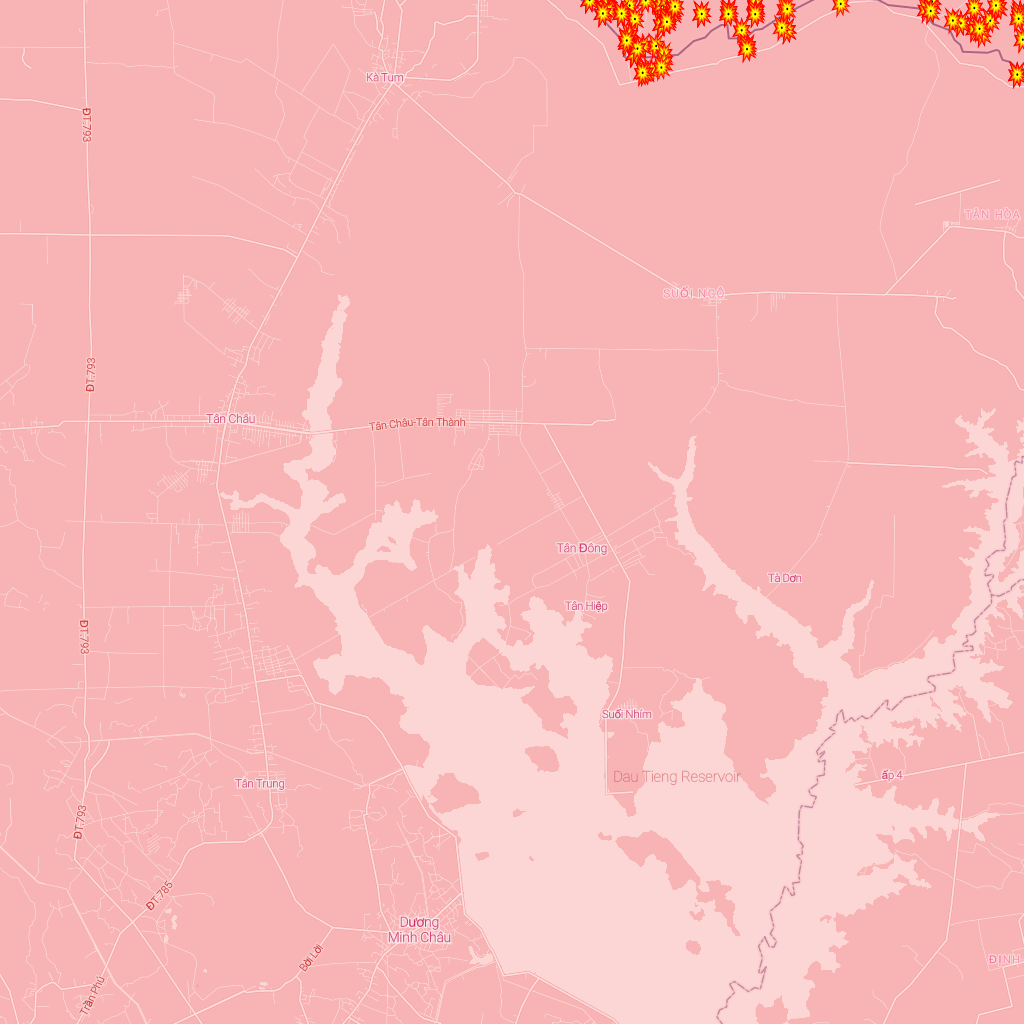 Kà Tum
ĐT.793
TÂN HÒA
SUỐI NGÔ
ĐT.793
Tân Châu
Tân Châu-Tân Thành
Tân Đông
Tà Dơn
Tân Hiệp
ĐT.793
Suối Nhím
Dau Tieng Reservoir
ấp 4
Tân Trung
ĐT.793
ĐT.785
Dương
Minh Châu
Bời Lời
ĐỊNH
Trần Phú